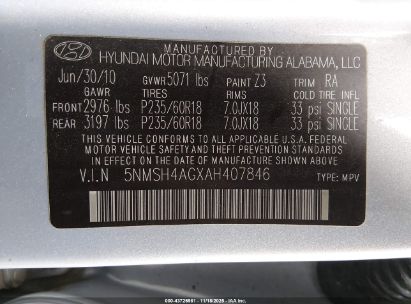 MANUFACTURED BY
HYUNDAI MOTOR MANUFACTURING ALABAMA, LLC
Jun/30/10 GVWR 5071 lbs PAINT Z3 TRIM RA
GAWR TIRES RIMS COLD TIRE INFL
FRONT 2976 lbs P235/60R18 7.0JX18 33 psi SINGLE
REAR 3197 lbs P235/60R18 7.0JX18 33 psi SINGLE
THIS VEHICLE CONFORMS TO ALL APPLICABLE U.S.A. FEDERAL
MOTOR VEHICLE SAFETY AND THEFT PREVENTION STANDARDS IN
EFFECT ON THE DATE OF MANUFACTURE SHOWN ABOVE.
V.I.N 5NMSH4AGXAH407846 TYPE: MPV